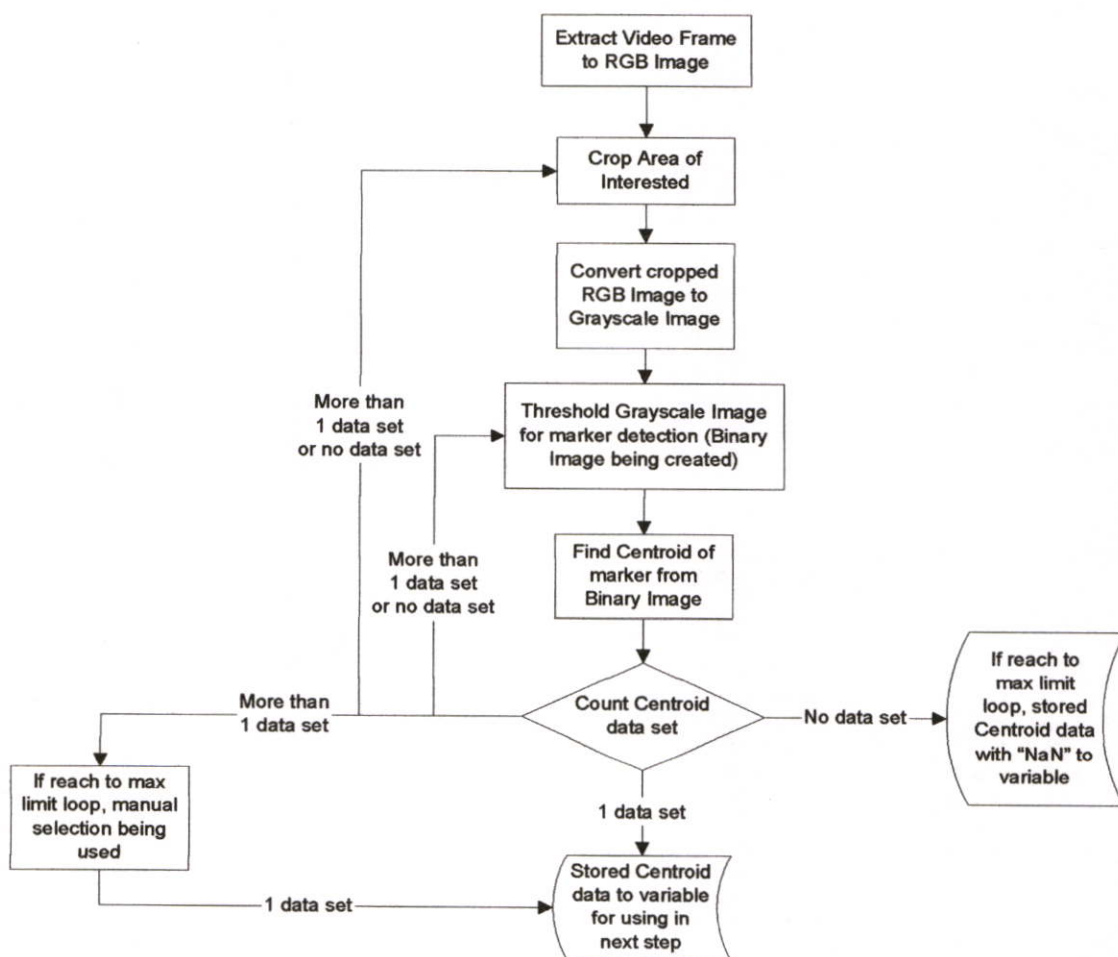 Extract Video Frame
to RGB Image
Crop Area of
Interested
Convert cropped
RGB Image to
Grayscale Image
More than
1 data set
or no data set
Threshold Grayscale Image
for marker detection (Binary
Image being created)
More than
1 data set
or no data set
Find Centroid of
marker from
Binary Image
More than
1 data set
Count Centroid
data set
No data set
If reach to
max limit
loop, stored
Centroid data
with "NaN" to
variable
If reach to max
limit loop, manual
selection being
used
1 data set
1 data set
Stored Centroid
data to variable
for using in
next step